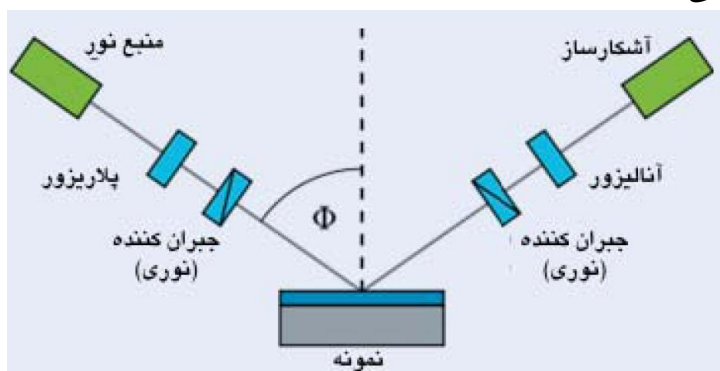 منبع نور
آشکارساز
پلاریزور
آنالیزور
Φ
جبران کننده
(نوری)
جبران کننده
(نوری)
نمونه